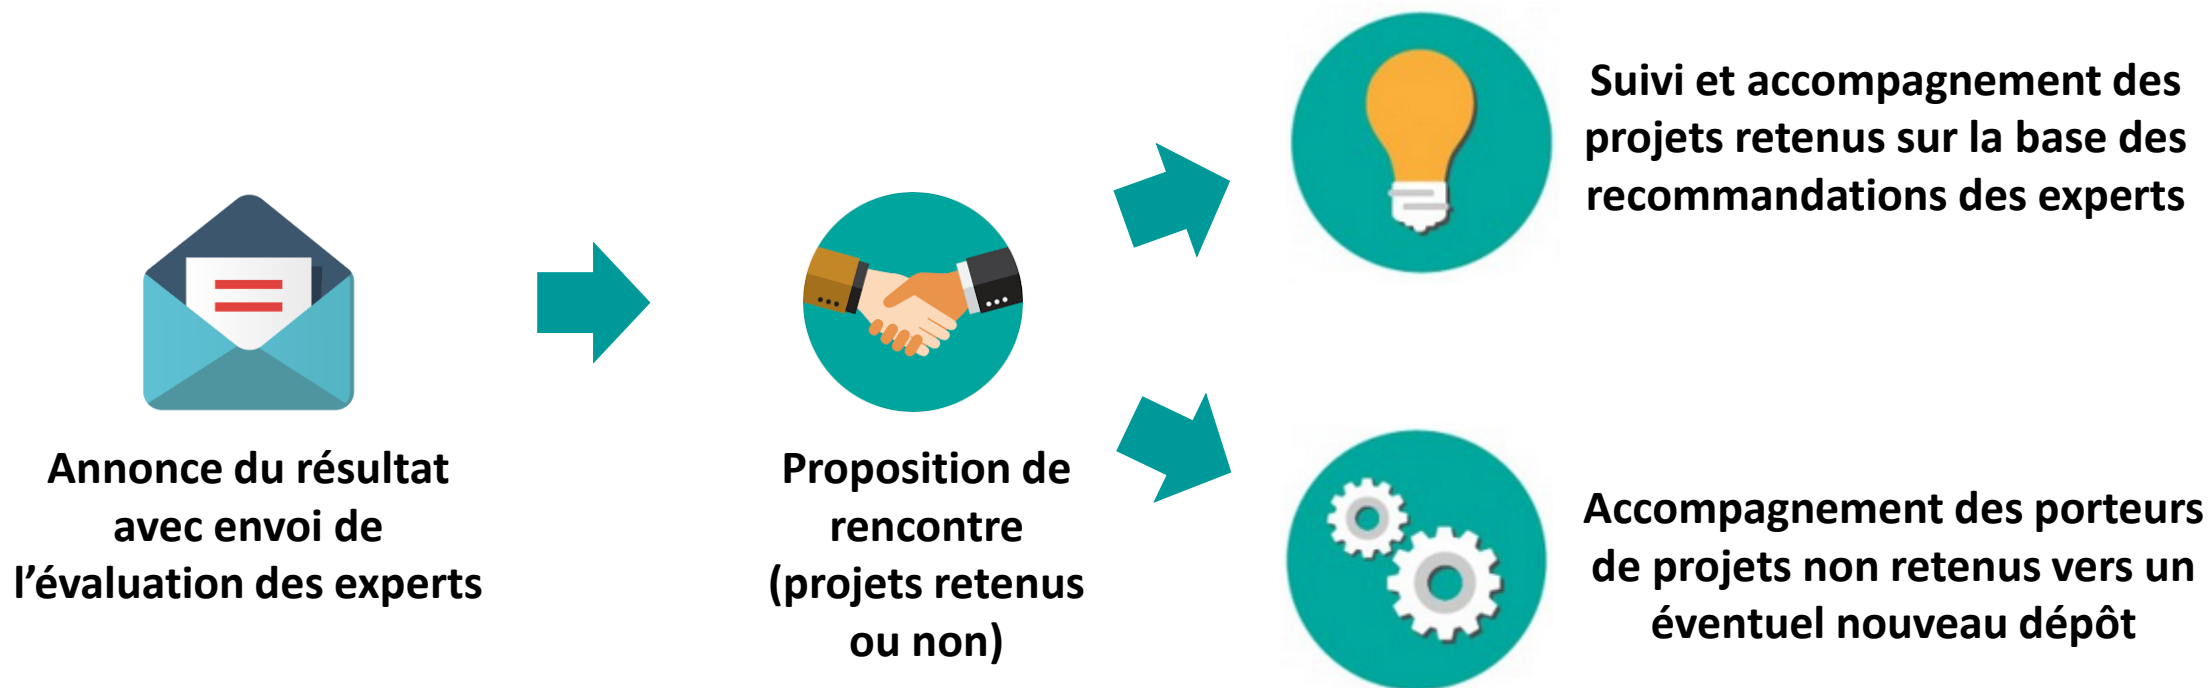 Annonce du résultat
avec envoi de
l’évaluation des experts
Proposition de
rencontre
(projets retenus
ou non)
Suivi et accompagnement des
projets retenus sur la base des
recommandations des experts
Accompagnement des porteurs
de projets non retenus vers un
éventuel nouveau dépôt